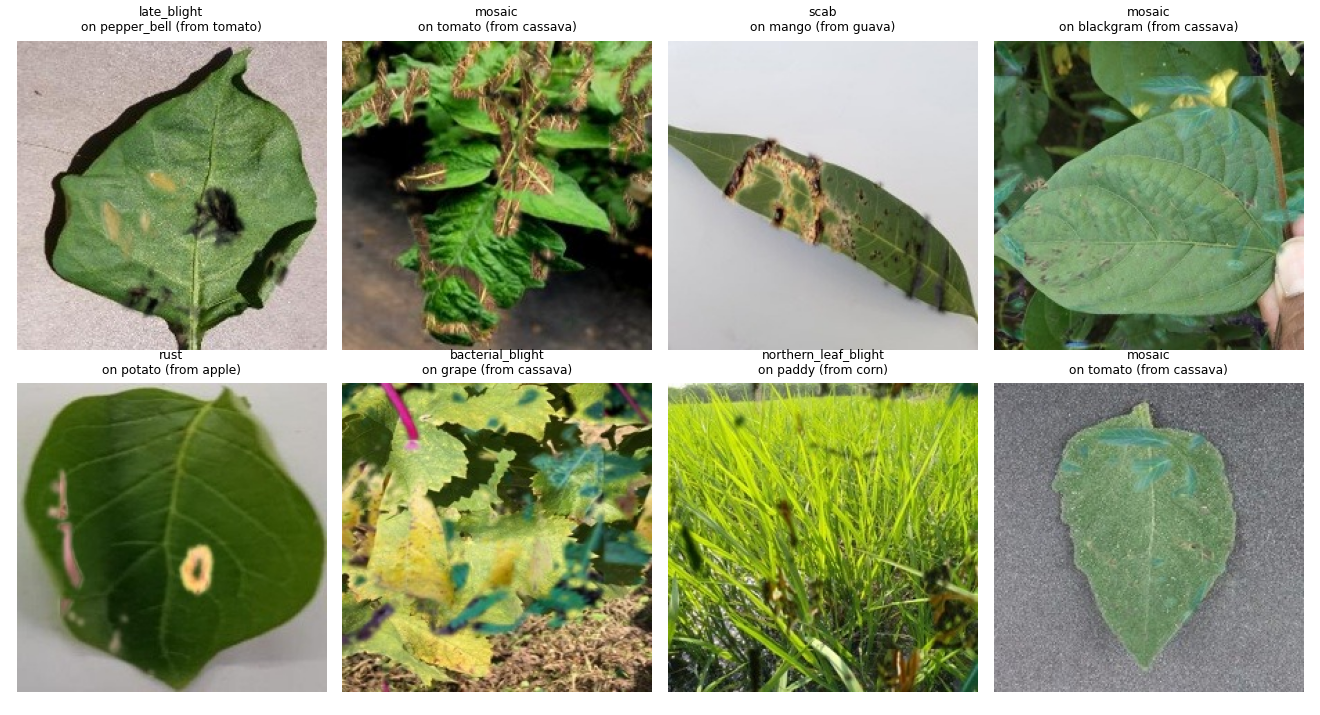 late_blight
on pepper_bell (from tomato)
mosaic
on tomato (from cassava)
scab
on mango (from guava)
mosaic
on blackgram (from cassava)
rust
on potato (from apple)
bacterial_blight
on grape (from cassava)
northern_leaf_blight
on paddy (from corn)
mosaic
on tomato (from cassava)